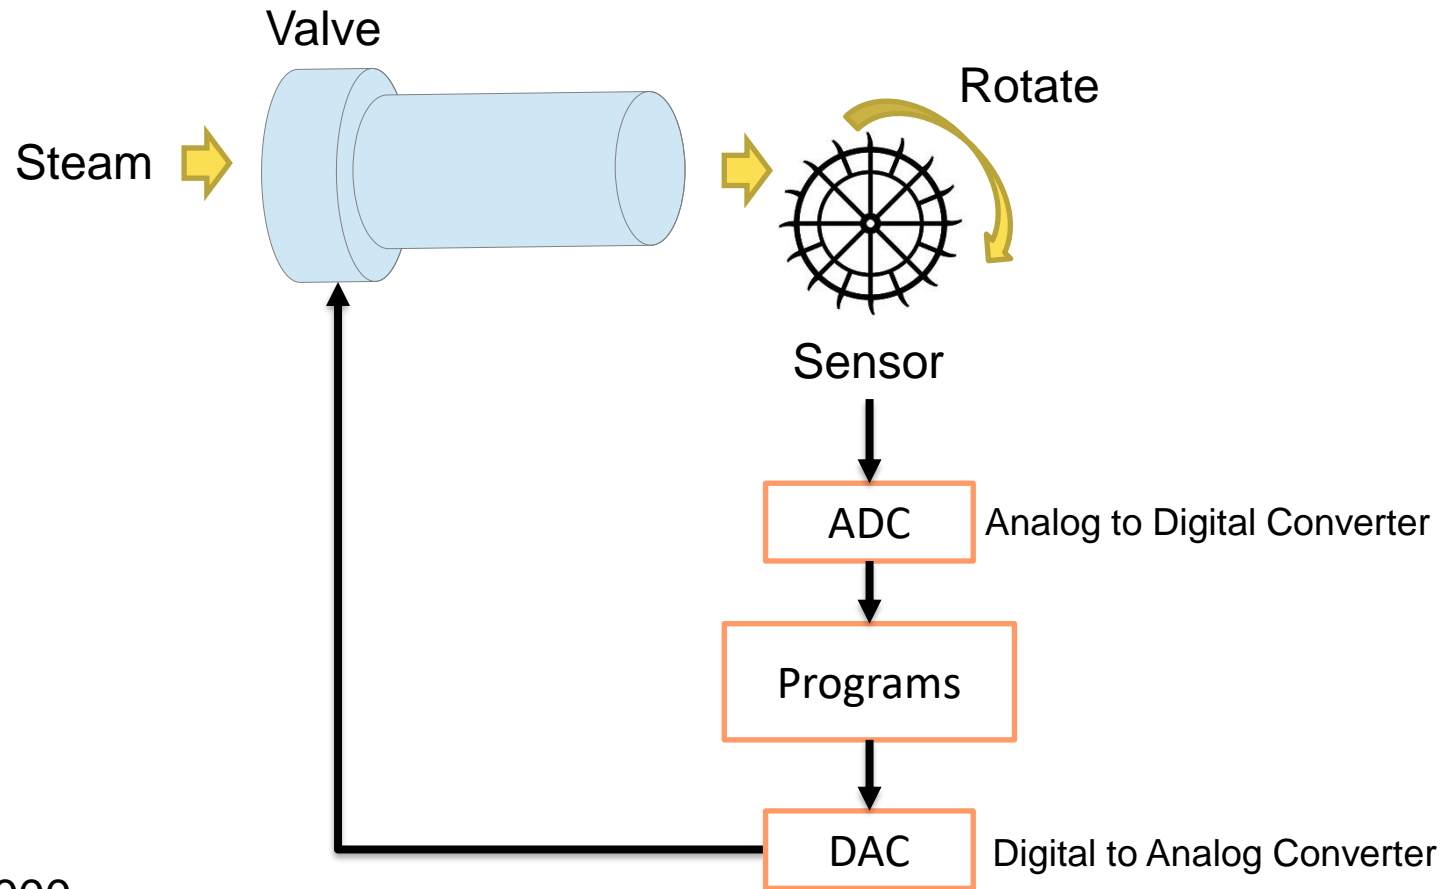 Valve
Rotate
Steam
Sensor
ADC
Analog to Digital Converter
Programs
DAC
Digital to Analog Converter